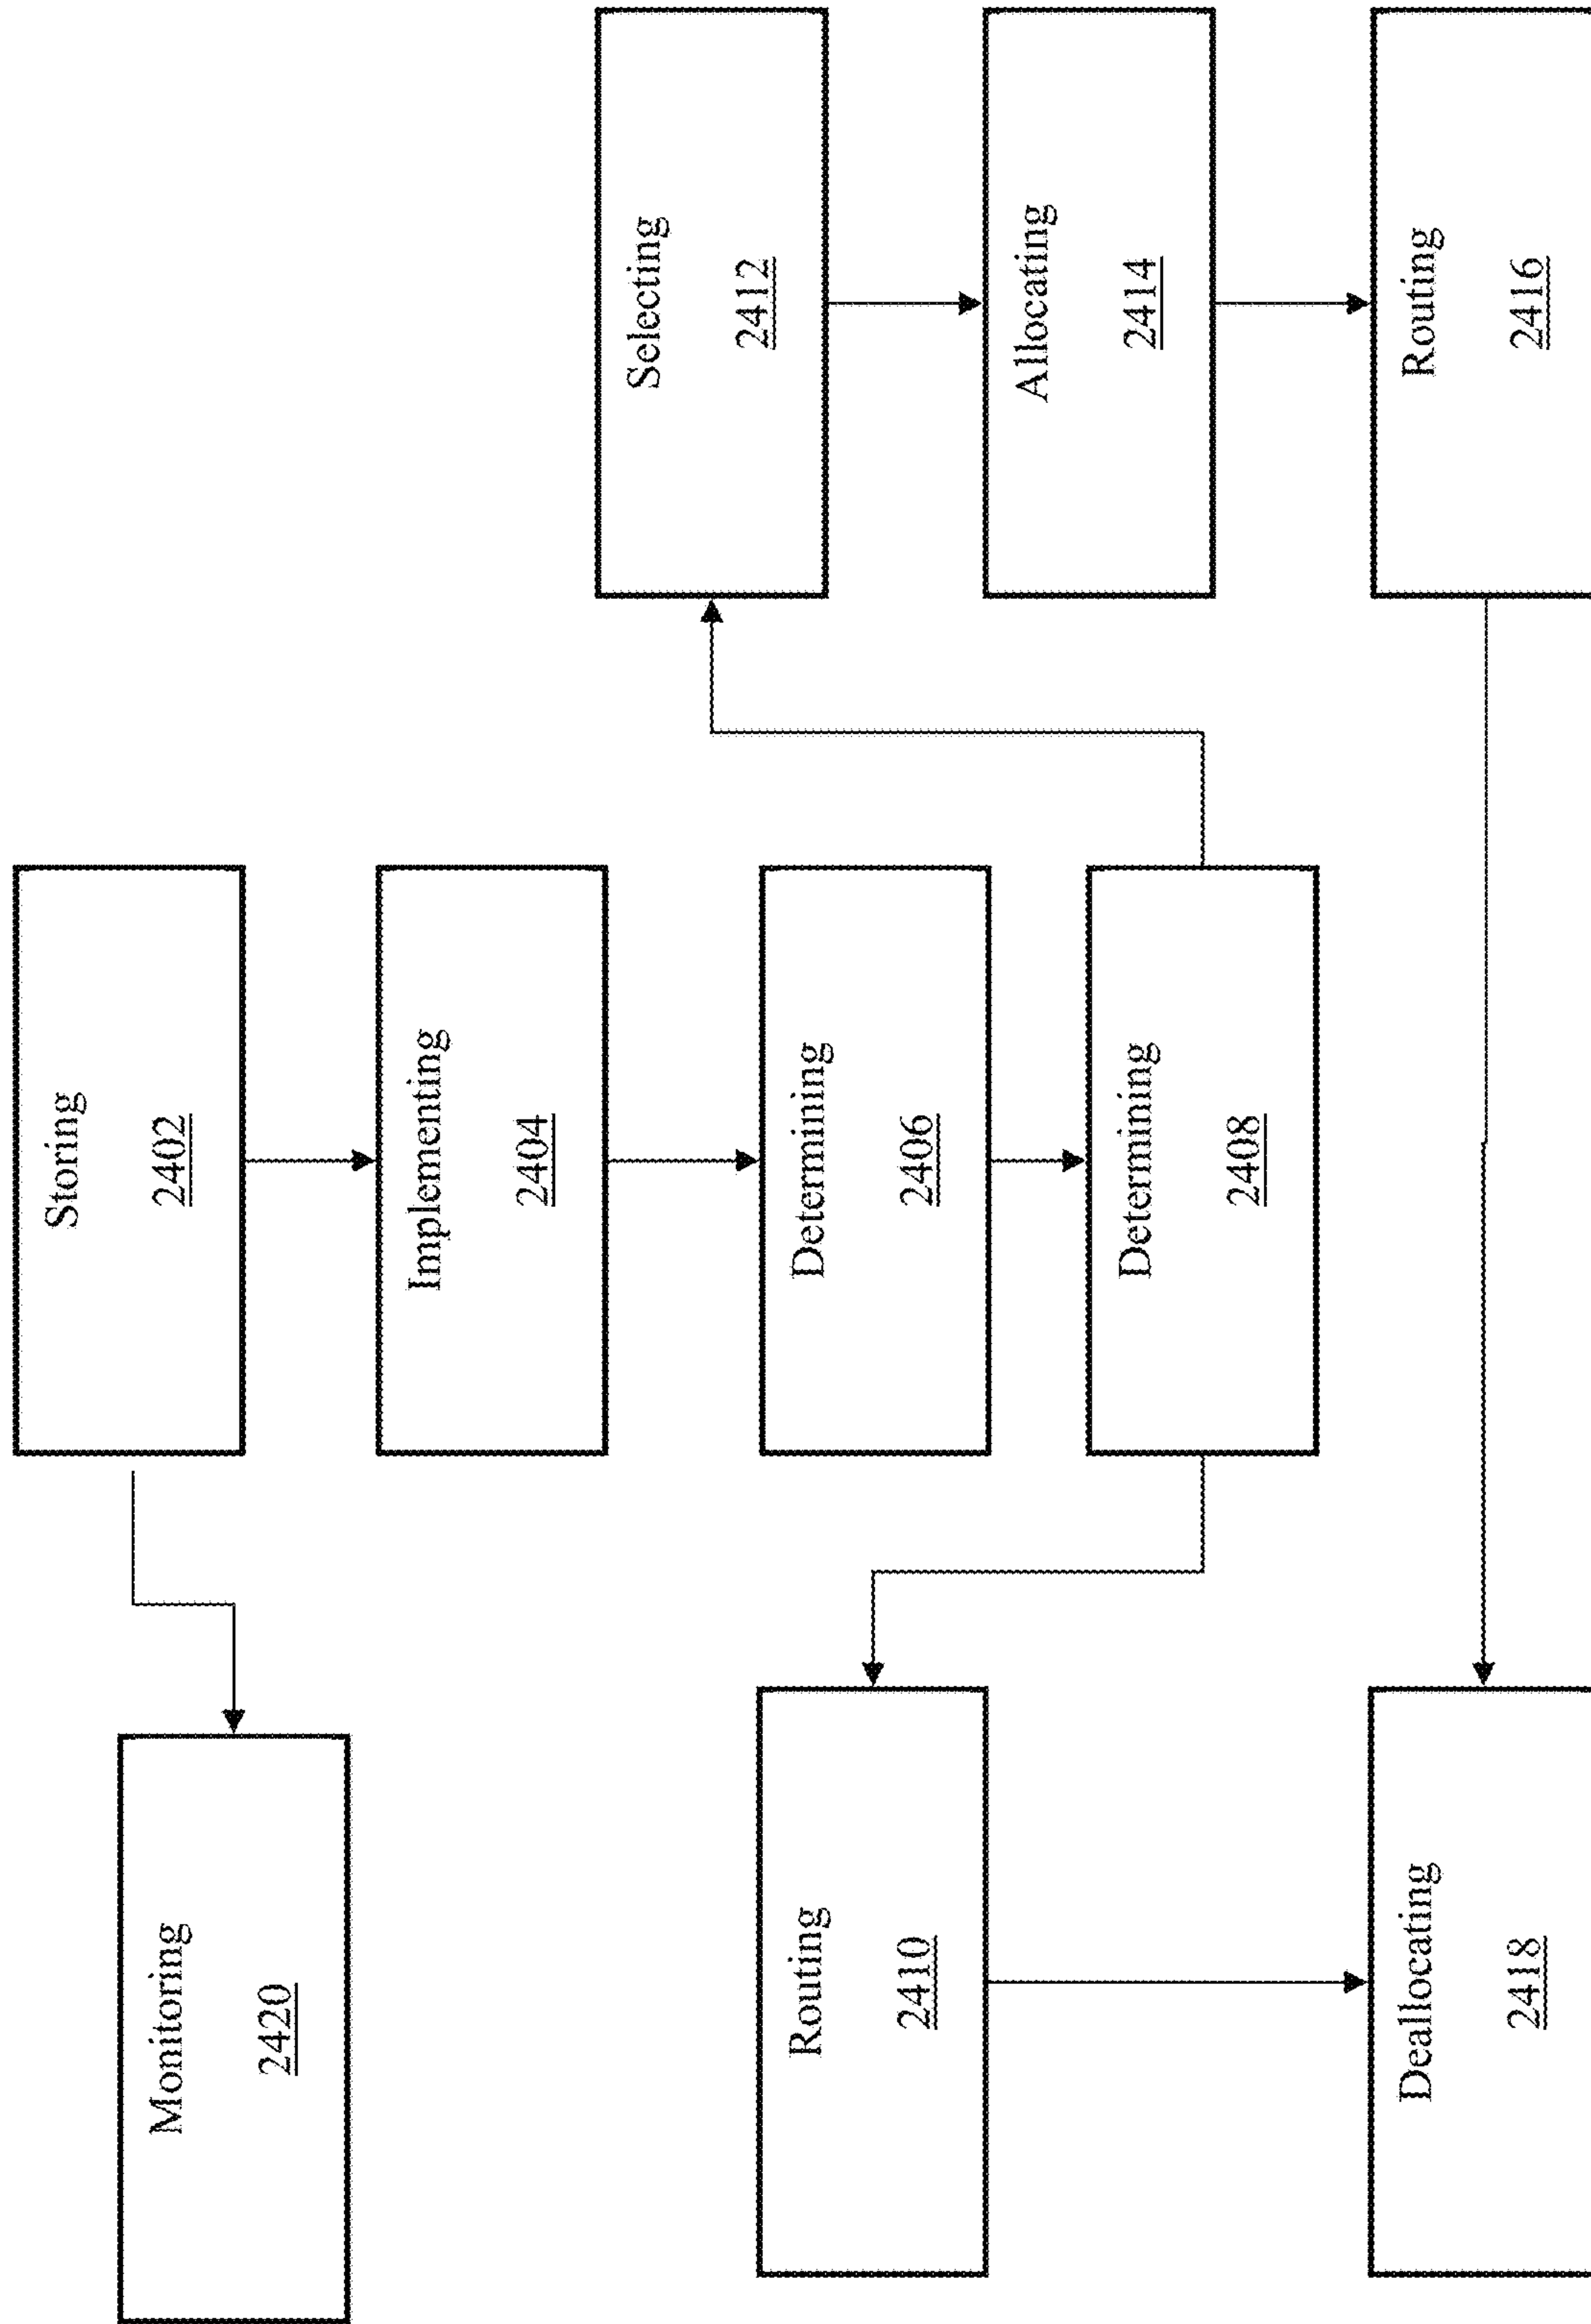 Storing
2402
Implementing
2404
Determining
2406
Determining
2408
Monitoring
2420
Routing
2410
Selecting
2412
Allocating
2414
Routing
2416
Deallocating
2418